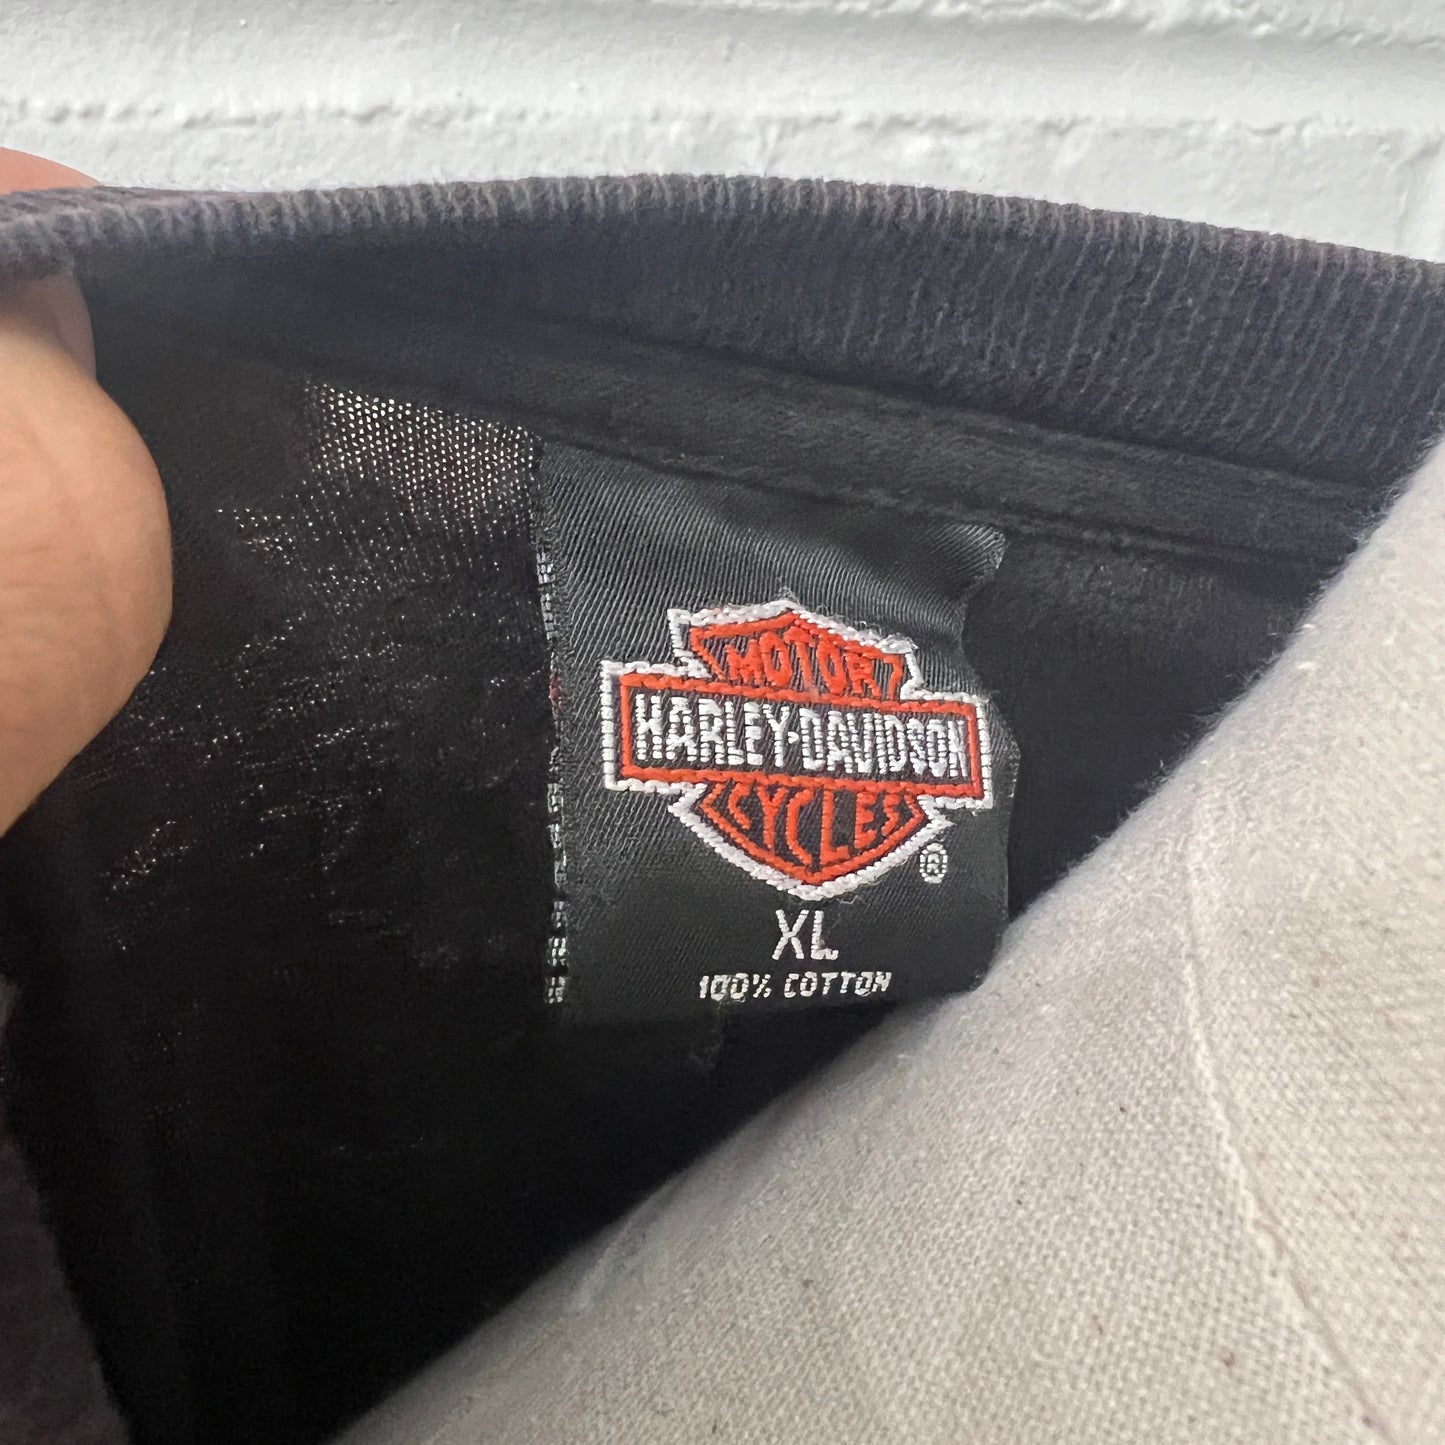 MOTOR
HARLEY-DAVIDSON
CYCLES
®
XL
100% COTTON